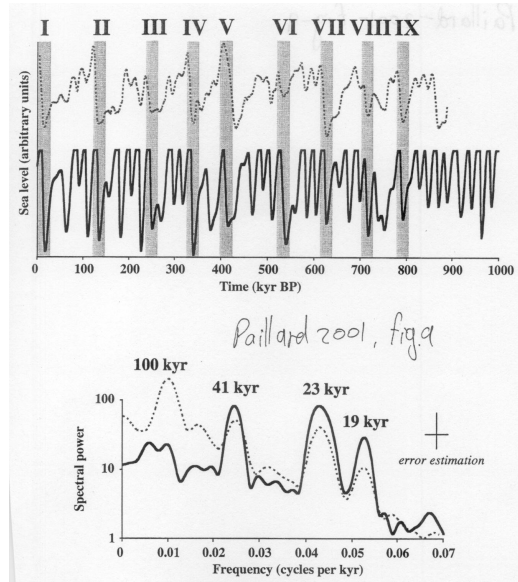 I II III IV V VI VII VIII IX
Sea level (arbitrary units)
0 100 200 300 400 500 600 700 800 900 1000
Time (kyr BP)
Paillard 2001, fig.9
100 kyr
41 kyr
23 kyr
19 kyr
100
10
1
Spectral power
error estimation
0 0.01 0.02 0.03 0.04 0.05 0.06 0.07
Frequency (cycles per kyr)